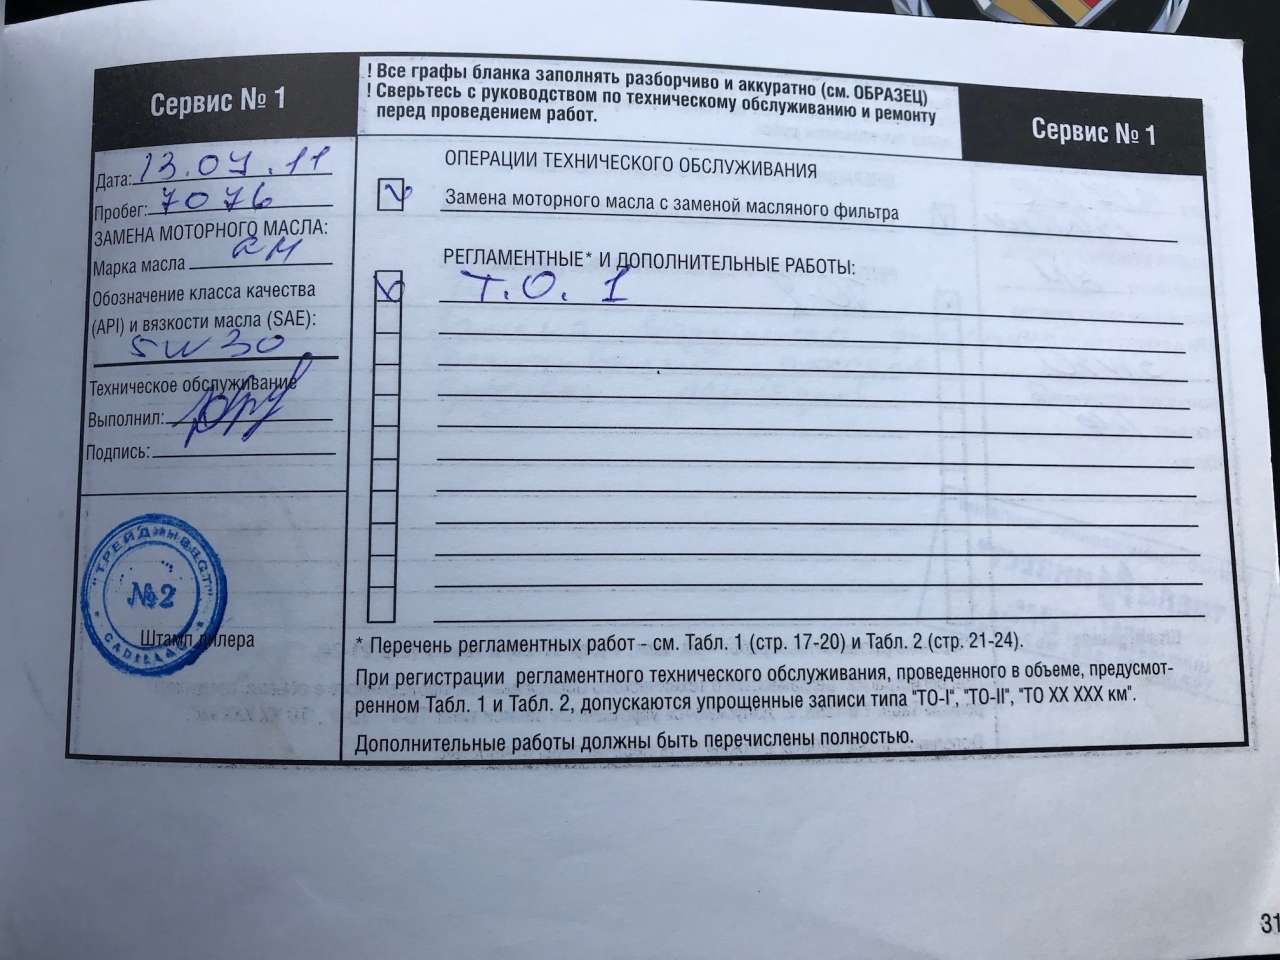 Сервис № 1
! Все графы бланка заполнять разборчиво и аккуратно (см. ОБРАЗЕЦ)
! Сверьтесь с руководством по техническому обслуживанию и ремонту
перед проведением работ.
Сервис № 1
Дата: 13.07.11
Пробег: 7076
ЗАМЕНА МОТОРНОГО МАСЛА:
Марка масла GM
Обозначение класса качества
(API) и вязкости масла (SAE):
5W30
Техническое обслуживание
Выполнил:
Подпись:
"ТРЕЙДИНВЕСТ"
№2
CADILLAC
Штамп дилера
ОПЕРАЦИИ ТЕХНИЧЕСКОГО ОБСЛУЖИВАНИЯ
Замена моторного масла с заменой масляного фильтра
РЕГЛАМЕНТНЫЕ* И ДОПОЛНИТЕЛЬНЫЕ РАБОТЫ:
Т.О. 1
* Перечень регламентных работ - см. Табл. 1 (стр. 17-20) и Табл. 2 (стр. 21-24).
При регистрации регламентного технического обслуживания, проведенного в объеме, предусмот-
ренном Табл. 1 и Табл. 2, допускаются упрощенные записи типа "ТО-I", "ТО-II", "ТО XX XXX км".
Дополнительные работы должны быть перечислены полностью.
31